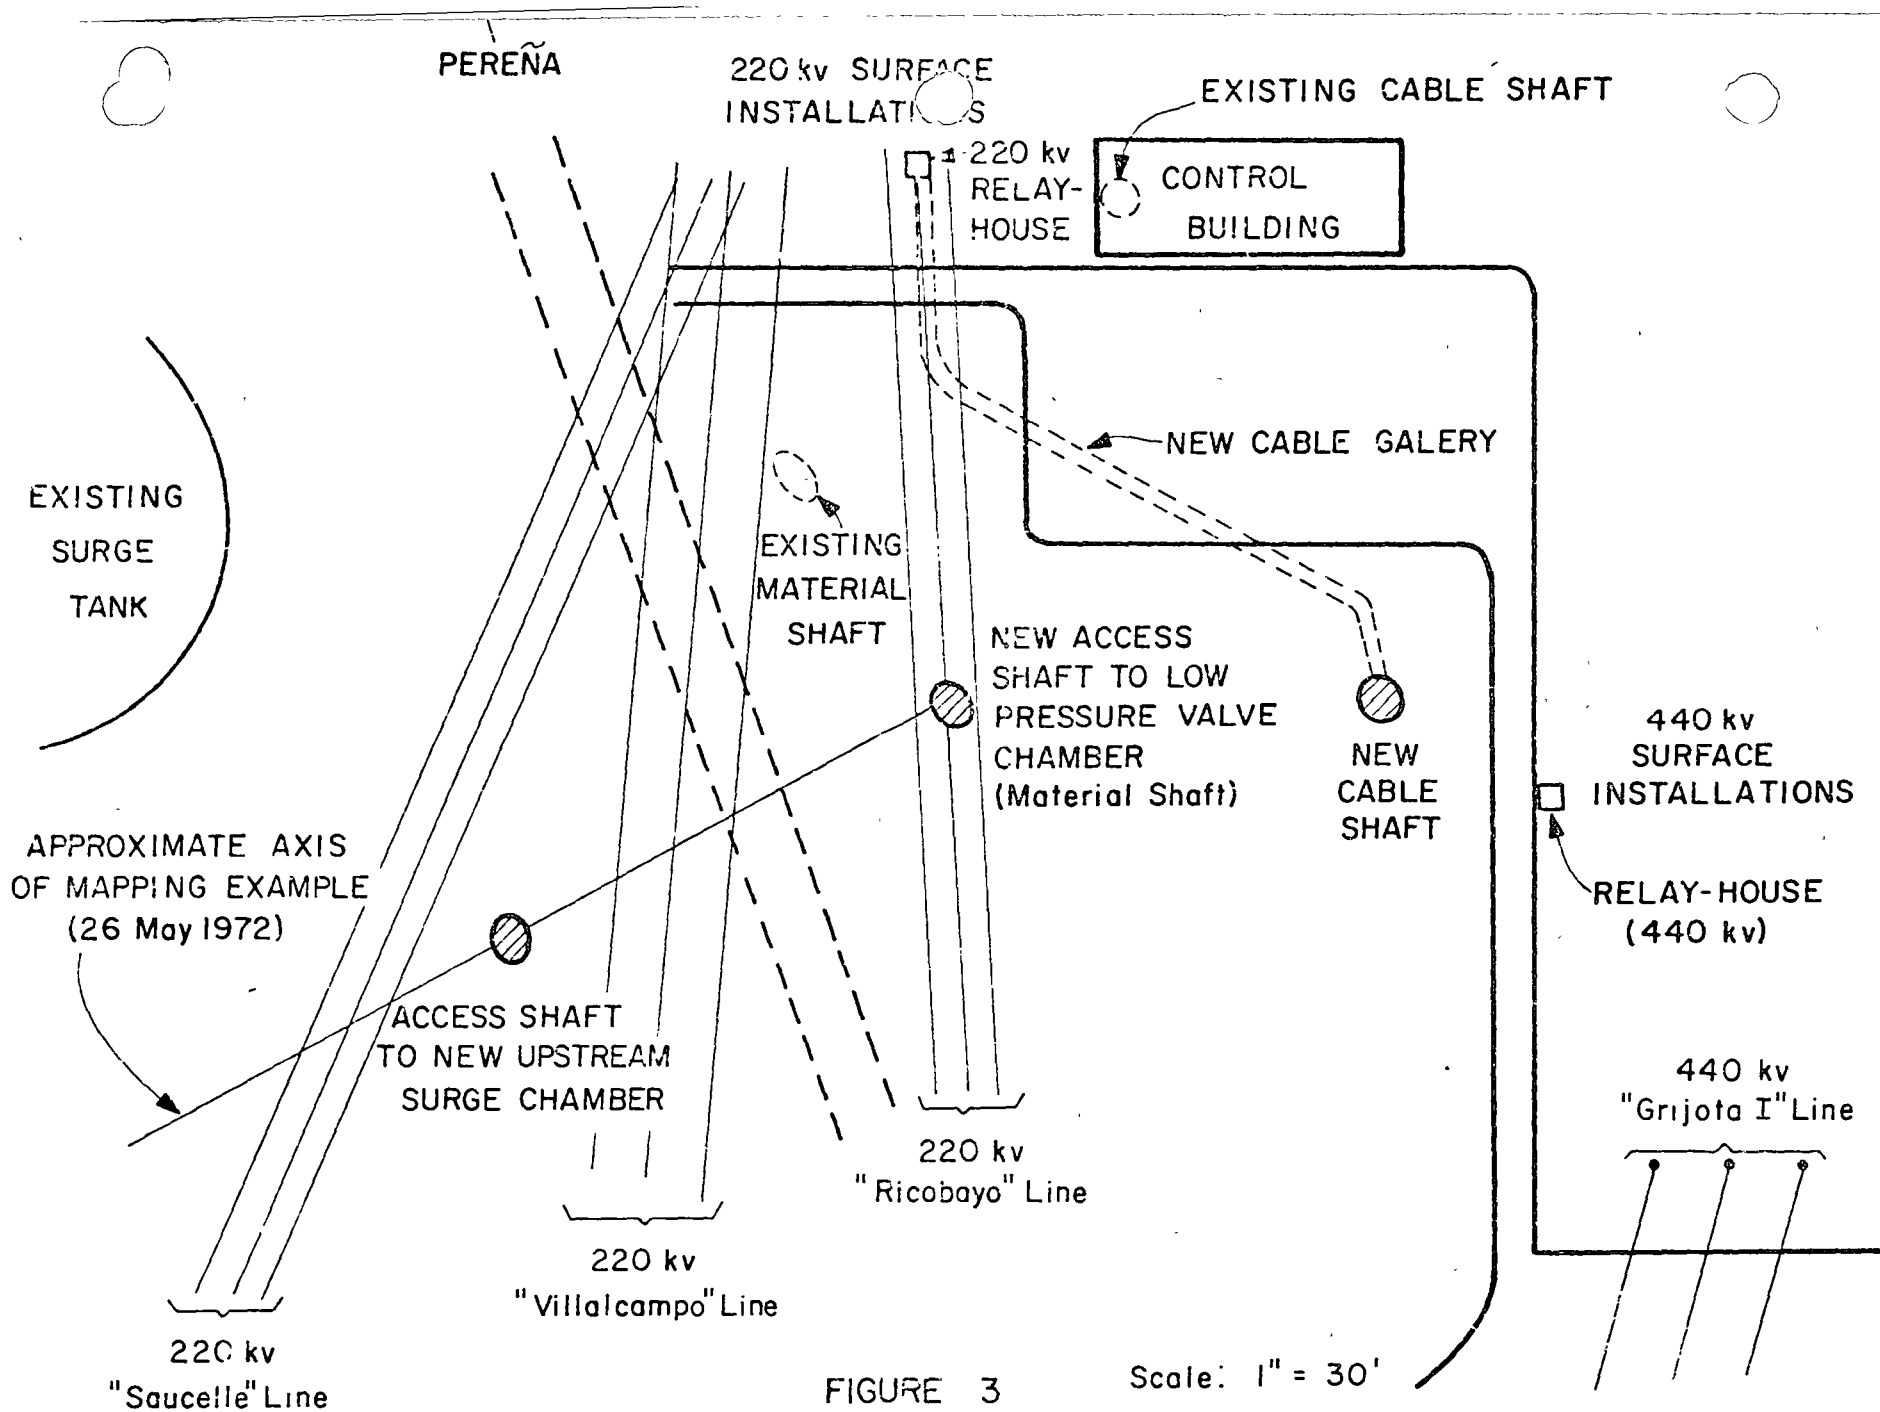 PEREÑA
220 kv SURFACE
INSTALLATIONS
EXISTING CABLE SHAFT
220 kv
RELAY-
HOUSE
CONTROL
BUILDING
NEW CABLE GALERY
EXISTING
SURGE
TANK
EXISTING
MATERIAL
SHAFT
NEW ACCESS
SHAFT TO LOW
PRESSURE VALVE
CHAMBER
(Material Shaft)
NEW
CABLE
SHAFT
440 kv
SURFACE
INSTALLATIONS
RELAY-HOUSE
(440 kv)
APPROXIMATE AXIS
OF MAPPING EXAMPLE
(26 May 1972)
ACCESS SHAFT
TO NEW UPSTREAM
SURGE CHAMBER
440 kv
"Grijota I" Line
220 kv
"Ricobayo" Line
220 kv
"Villalcampo" Line
220 kv
"Saucelle" Line
FIGURE 3
Scale: 1" = 30'